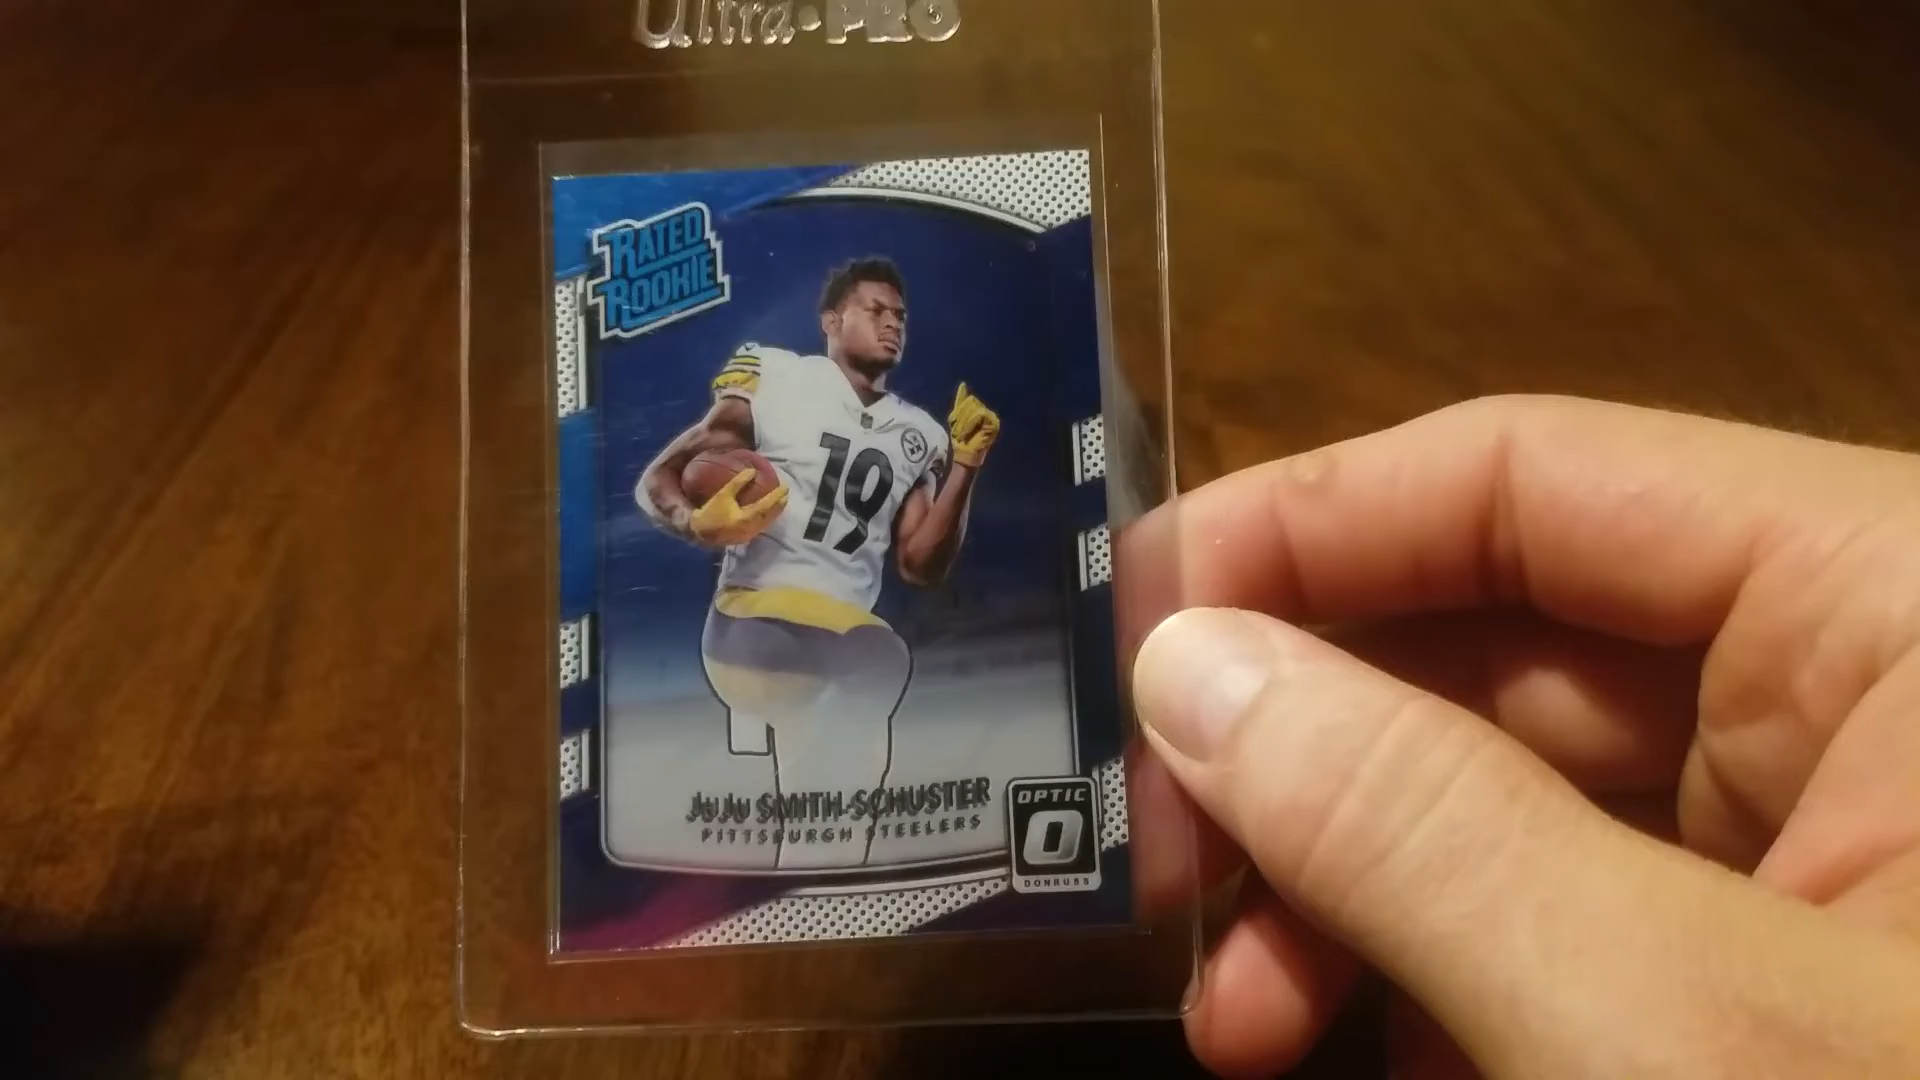 Ultra·PRO
RATED
ROOKIE
19
JuJu SMITH-SCHUSTER
PITTSBURGH STEELERS
OPTIC
O
DONRUSS